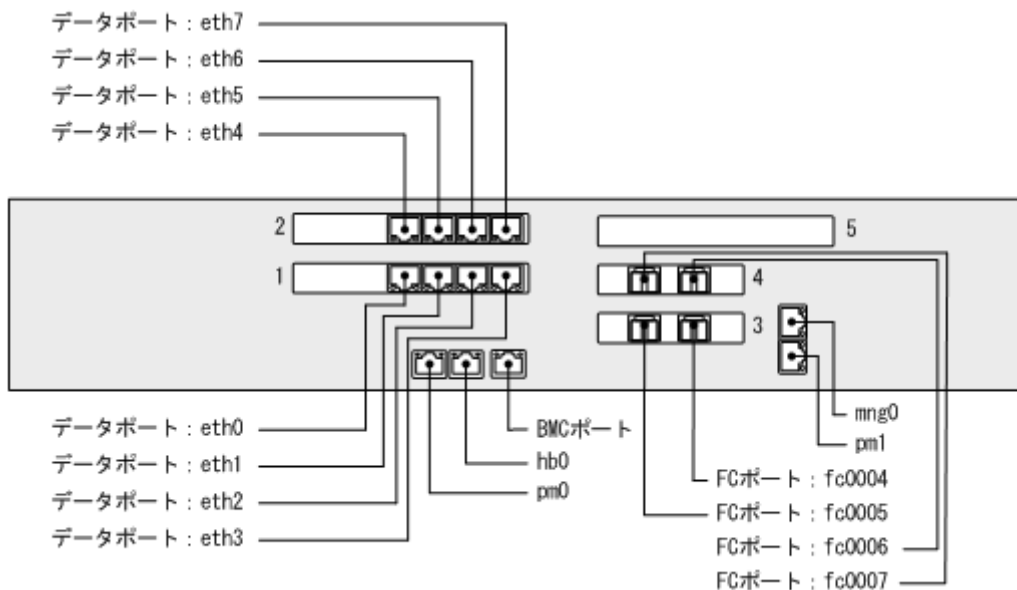 データポート：eth7
データポート：eth6
データポート：eth5
データポート：eth4
2
5
1
4
3
データポート：eth0
データポート：eth1
データポート：eth2
データポート：eth3
BMCポート
hb0
pm0
mng0
pm1
FCポート：fc0004
FCポート：fc0005
FCポート：fc0006
FCポート：fc0007